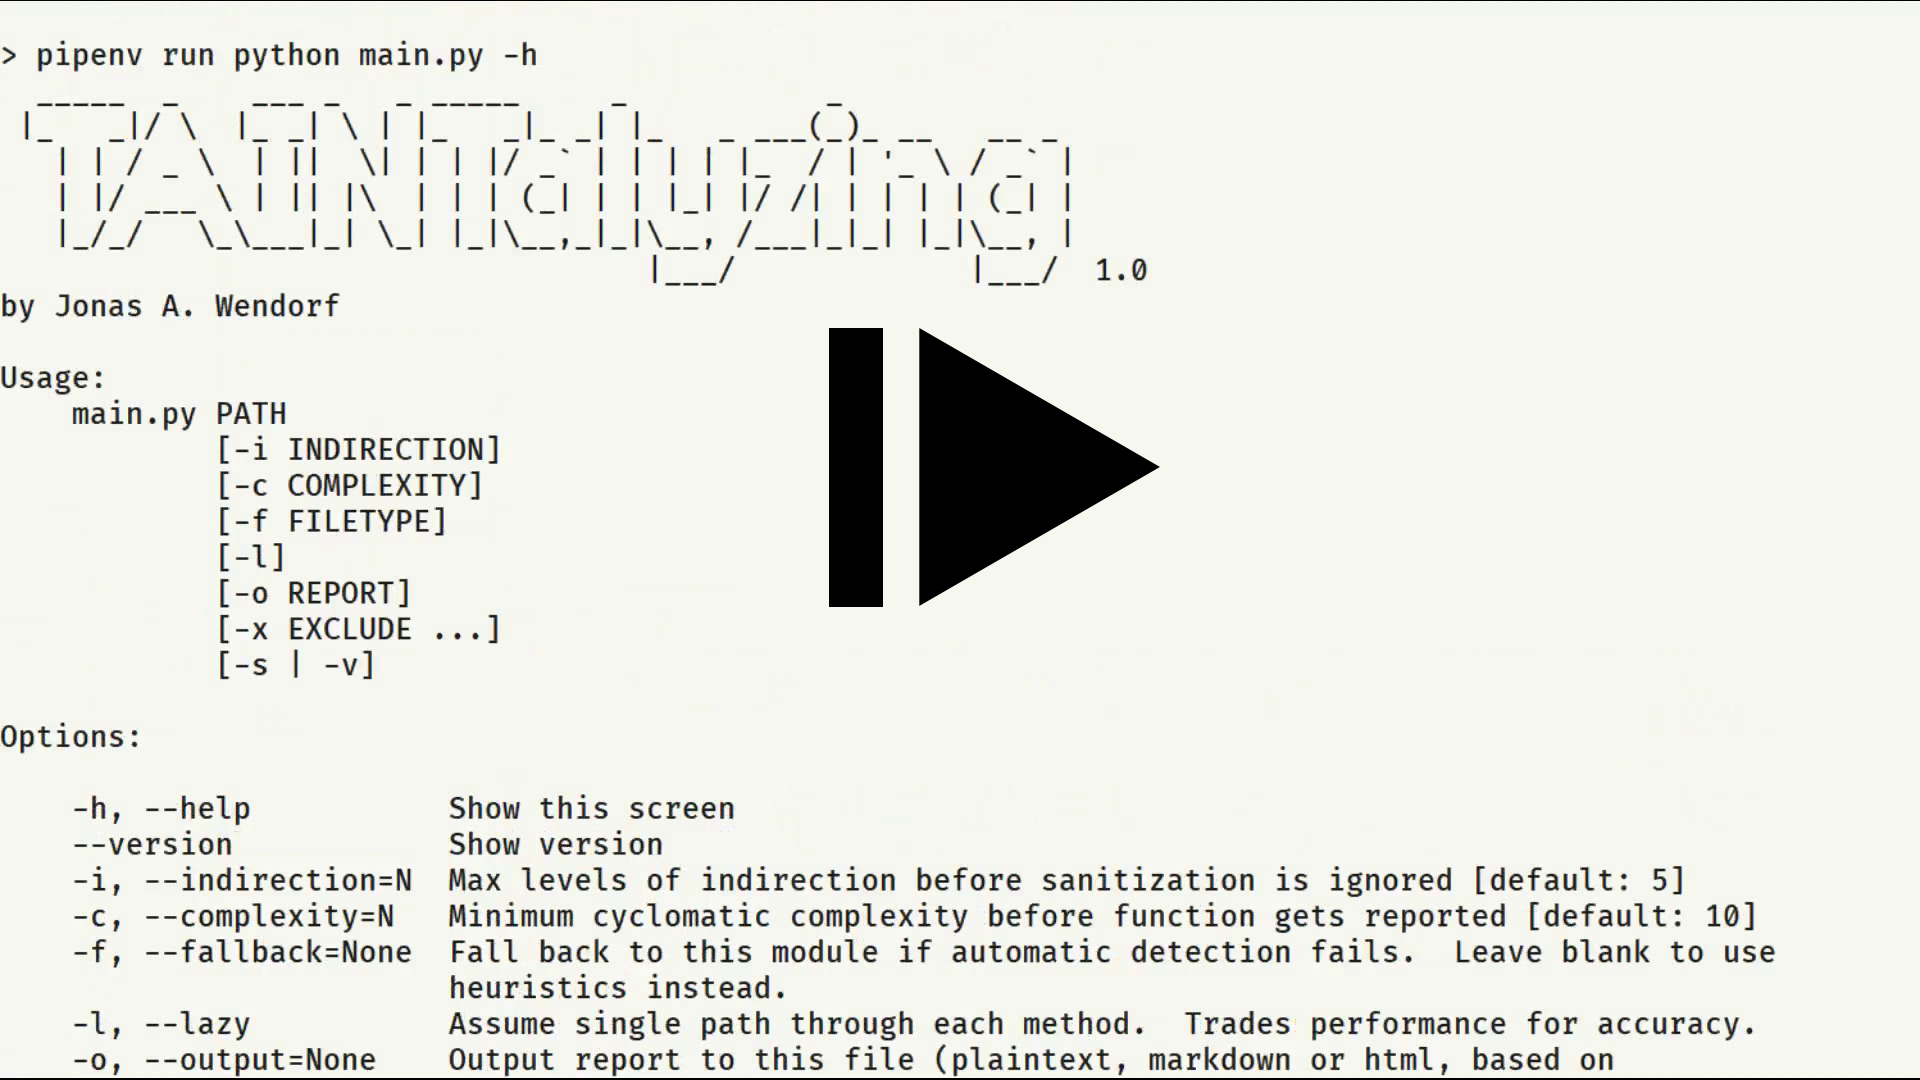 > pipenv run python main.py -h
TAINTalyzing
1.0
by Jonas A. Wendorf
Usage:
main.py PATH
[-i INDIRECTION]
[-c COMPLEXITY]
[-f FILETYPE]
[-l]
[-o REPORT]
[-x EXCLUDE ...]
[-s | -v]
Options:
-h, --help Show this screen
--version Show version
-i, --indirection=N Max levels of indirection before sanitization is ignored [default: 5]
-c, --complexity=N Minimum cyclomatic complexity before function gets reported [default: 10]
-f, --fallback=None Fall back to this module if automatic detection fails.  Leave blank to use
heuristics instead.
-l, --lazy Assume single path through each method.  Trades performance for accuracy.
-o, --output=None Output report to this file (plaintext, markdown or html, based on